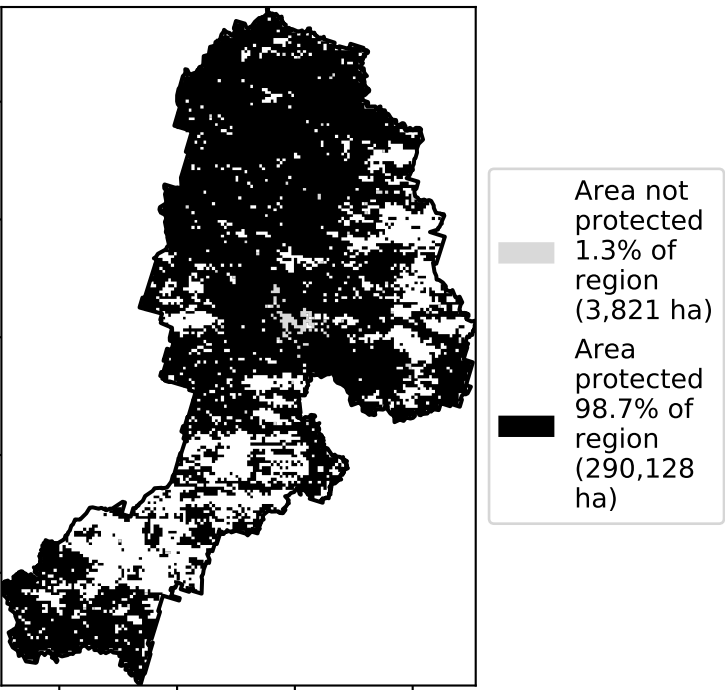 Area not
protected
1.3% of
region
(3,821 ha)
Area
protected
98.7% of
region
(290,128
ha)